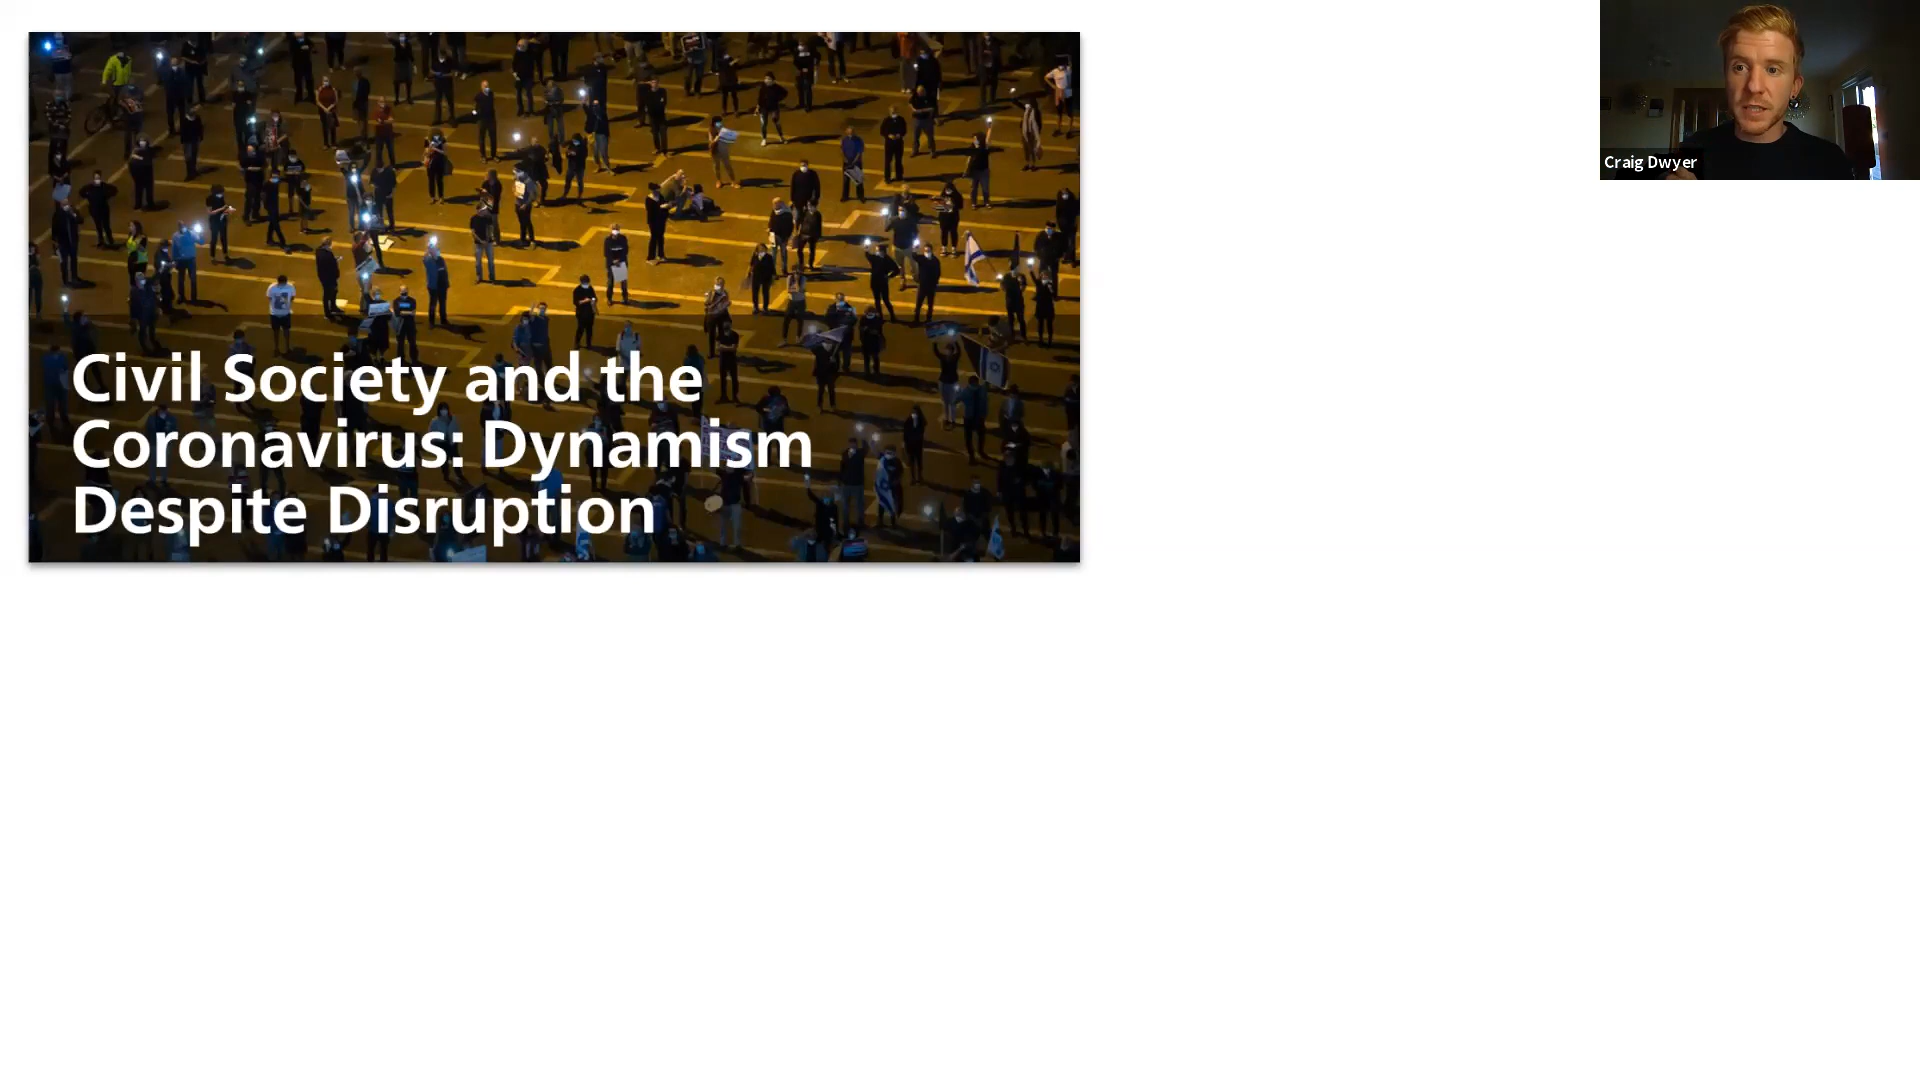 Civil Society and the
Coronavirus: Dynamism
Despite Disruption
Craig Dwyer